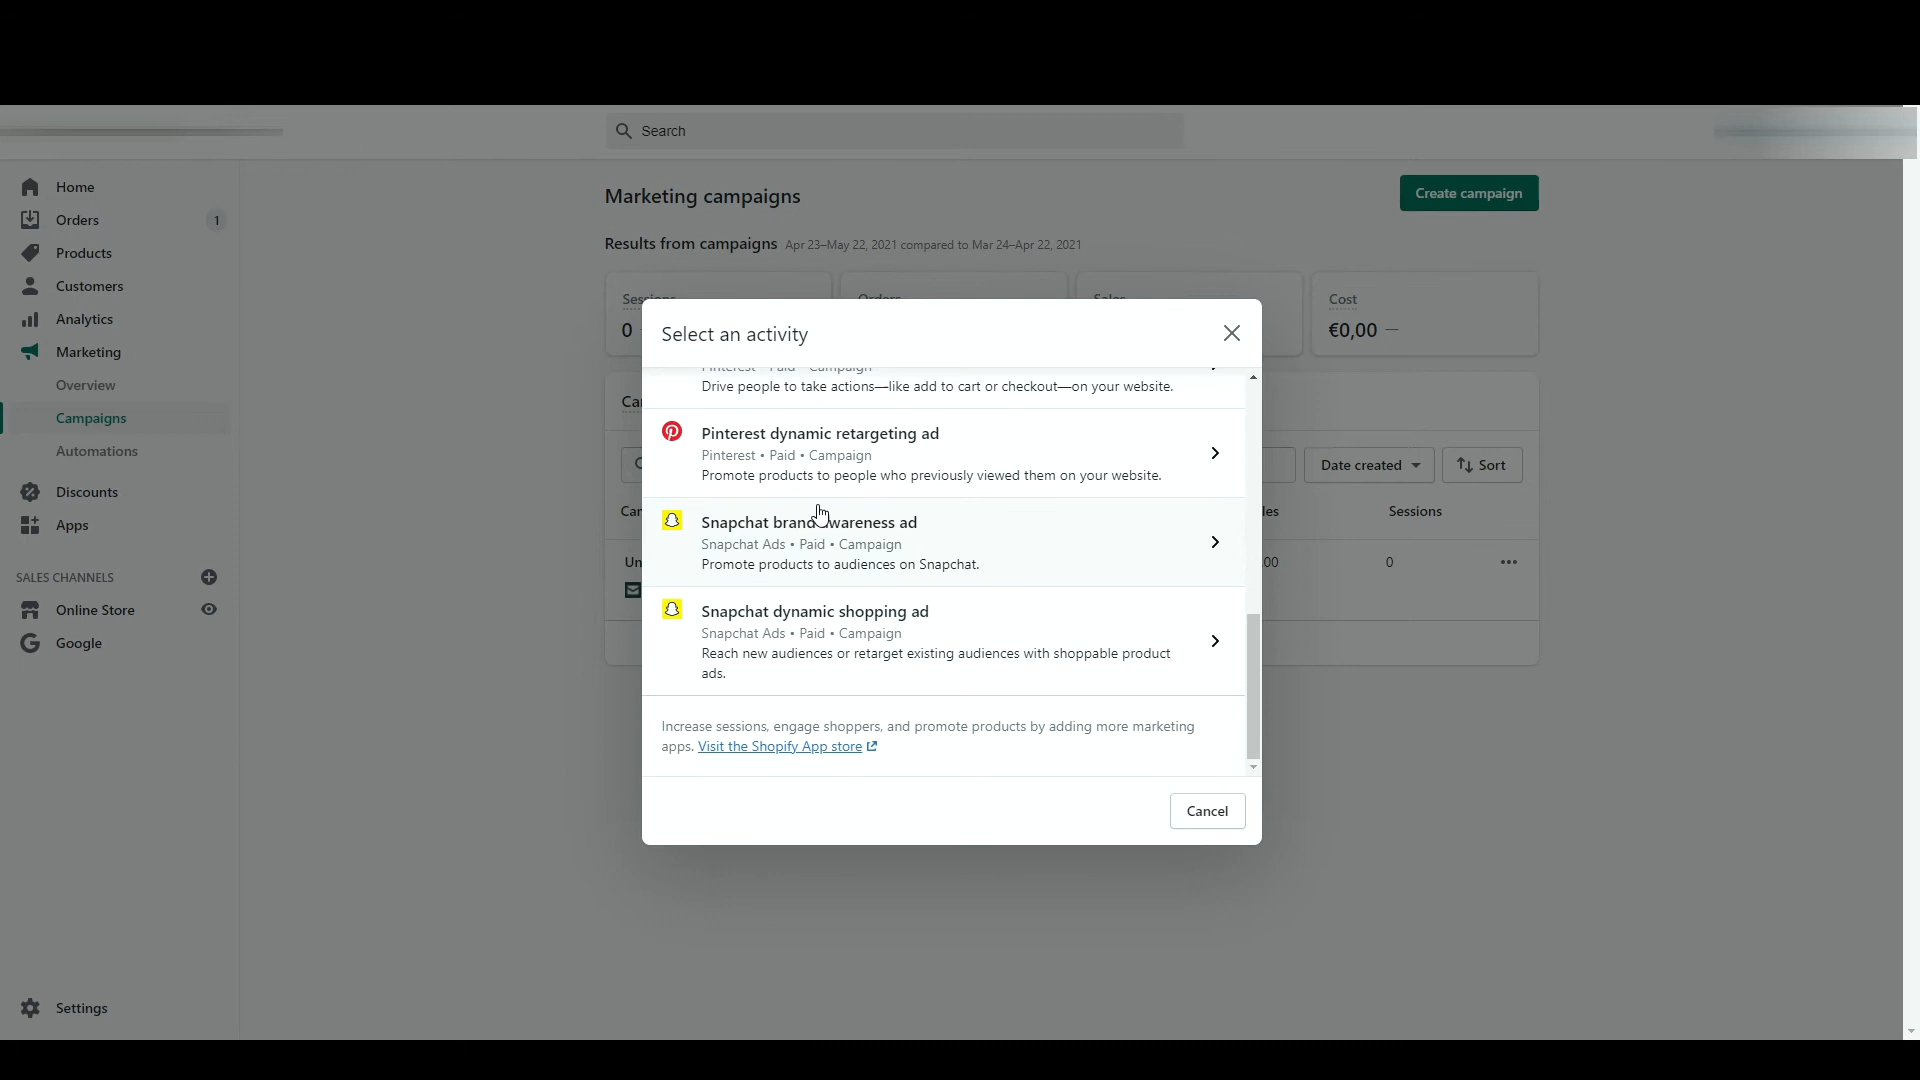 Search
Home
Orders 1
Products
Customers
Analytics
Marketing
Overview
Campaigns
Automations
Discounts
Apps
SALES CHANNELS
Online Store
Google
Settings
Marketing campaigns
Create campaign
Results from campaigns Apr 23–May 22, 2021 compared to Mar 24–Apr 22, 2021
Sessions
0
Orders
Sales
Cost
€0,00 —
Date created
Sort
Sessions
0
Select an activity
Pinterest • Paid • Campaign
Drive people to take actions—like add to cart or checkout—on your website.
Pinterest dynamic retargeting ad
Pinterest • Paid • Campaign
Promote products to people who previously viewed them on your website.
Snapchat brand awareness ad
Snapchat Ads • Paid • Campaign
Promote products to audiences on Snapchat.
Snapchat dynamic shopping ad
Snapchat Ads • Paid • Campaign
Reach new audiences or retarget existing audiences with shoppable product
ads.
Increase sessions, engage shoppers, and promote products by adding more marketing
apps. Visit the Shopify App store
Cancel